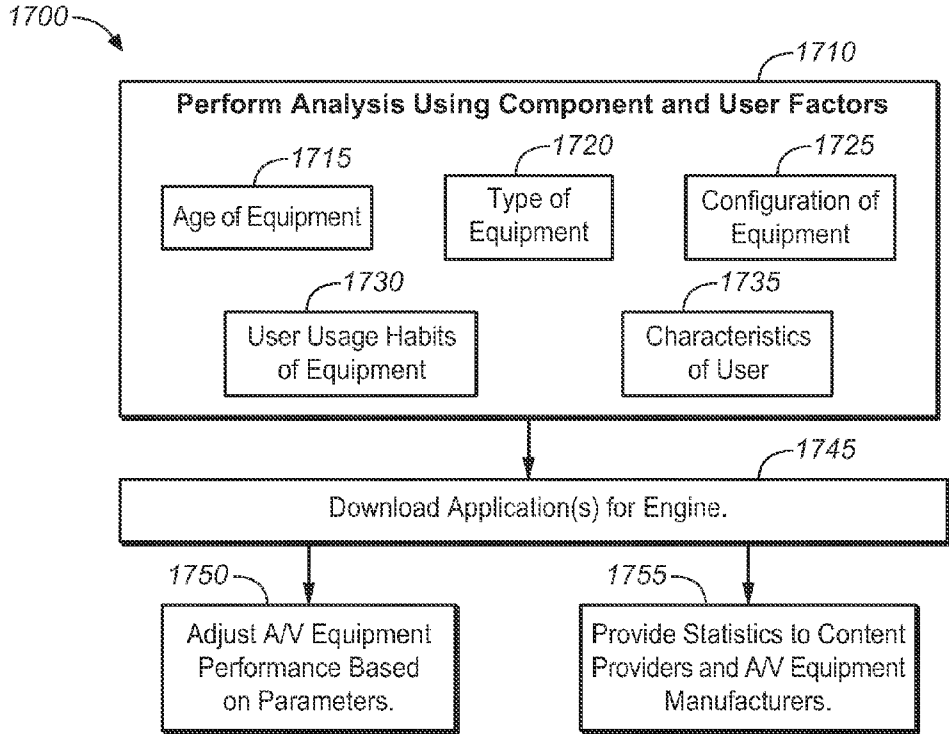 1700
1710
Perform Analysis Using Component and User Factors
1715
1720
1725
Age of Equipment
Type of
Equipment
Configuration of
Equipment
1730
1735
User Usage Habits
of Equipment
Characteristics
of User
1745
Download Application(s) for Engine.
1750
1755
Adjust A/V Equipment
Performance Based
on Parameters.
Provide Statistics to Content
Providers and A/V Equipment
Manufacturers.